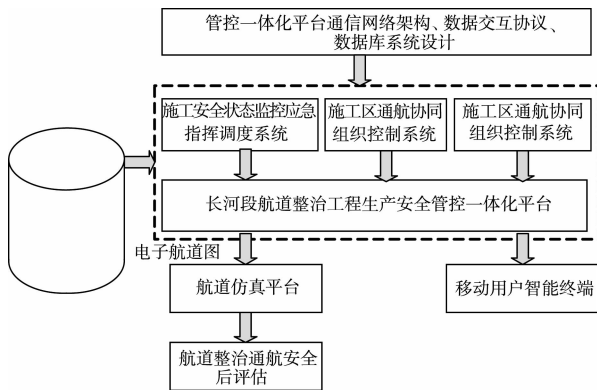 管控一体化平台通信网络架构、数据交互协议、
数据库系统设计
施工安全状态监控应急
指挥调度系统
施工区通航协同
组织控制系统
施工区通航协同
组织控制系统
长河段航道整治工程生产安全管控一体化平台
电子航道图
航道仿真平台
移动用户智能终端
航道整治通航安全
后评估